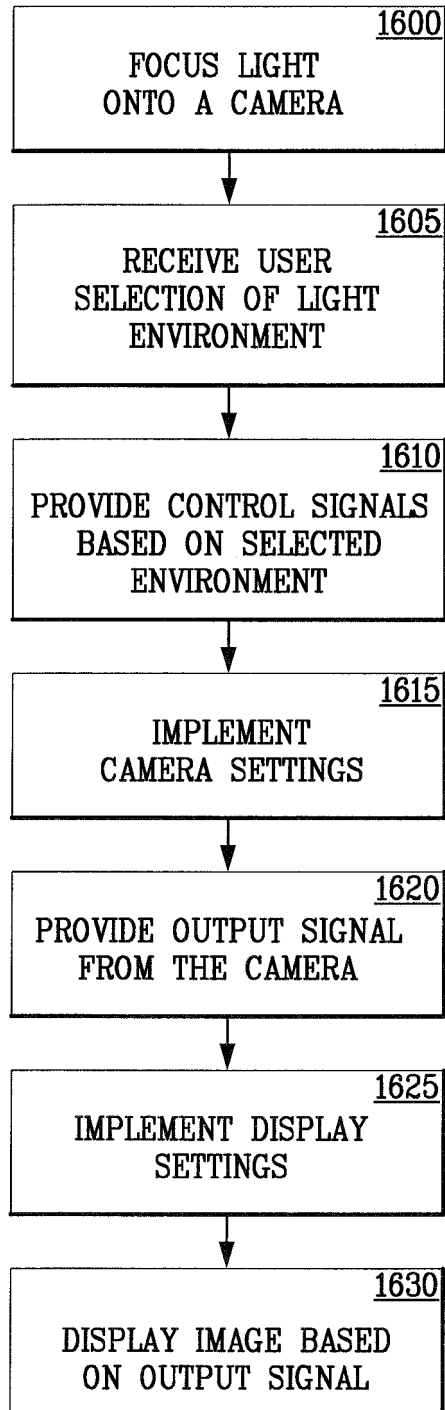 1600
FOCUS LIGHT
ONTO A CAMERA
1605
RECEIVE USER
SELECTION OF LIGHT
ENVIRONMENT
1610
PROVIDE CONTROL SIGNALS
BASED ON SELECTED
ENVIRONMENT
1615
IMPLEMENT
CAMERA SETTINGS
1620
PROVIDE OUTPUT SIGNAL
FROM THE CAMERA
1625
IMPLEMENT DISPLAY
SETTINGS
1630
DISPLAY IMAGE BASED
ON OUTPUT SIGNAL